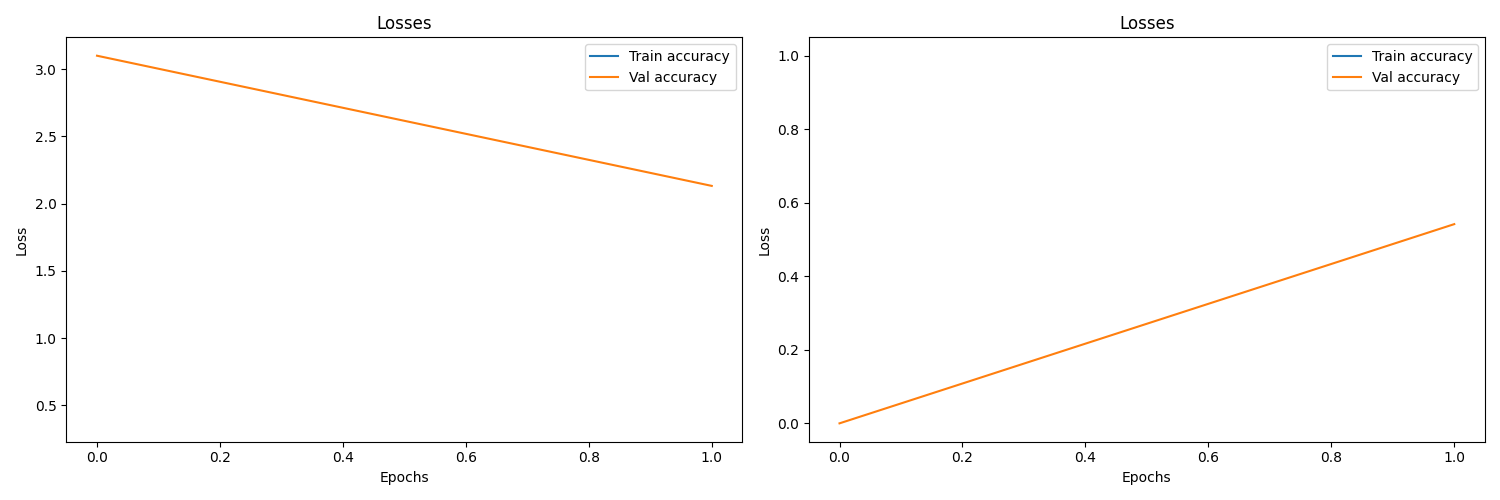 Losses
Train accuracy
Val accuracy
3.0
2.5
2.0
1.5
1.0
0.5
Loss
0.0 0.2 0.4 0.6 0.8 1.0
Epochs
Losses
Train accuracy
Val accuracy
1.0
0.8
0.6
0.4
0.2
0.0
Loss
0.0 0.2 0.4 0.6 0.8 1.0
Epochs